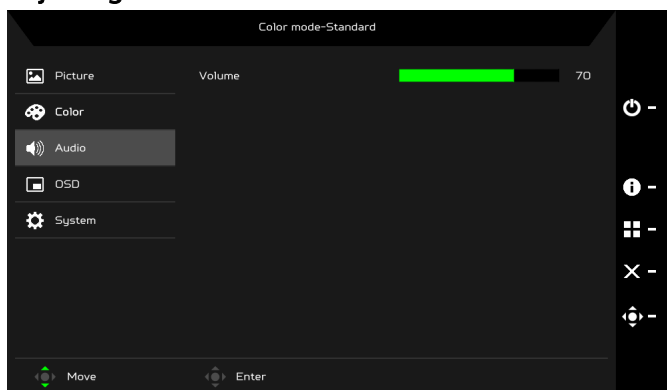 Color mode-Standard
Picture
Volume
70
Color
Audio
OSD
System
Move
Enter